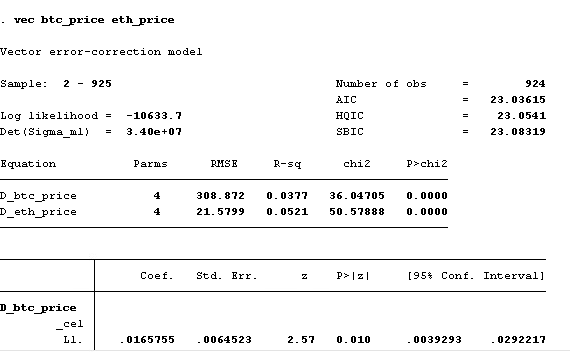 . vec btc_price eth_price
Vector error-correction model
Sample: 2 - 925 Number of obs = 924
AIC = 23.03615
Log likelihood = -10633.7 HQIC = 23.0541
Det(Sigma_ml) = 3.40e+07 SBIC = 23.08319
Equation Parms RMSE R-sq chi2 P>chi2
D_btc_price 4 308.872 0.0377 36.04705 0.0000
D_eth_price 4 21.5799 0.0521 50.57888 0.0000
Coef. Std. Err. z P>|z| [95% Conf. Interval]
D_btc_price
_ce1
L1. .0165755 .0064523 2.57 0.010 .0039293 .0292217